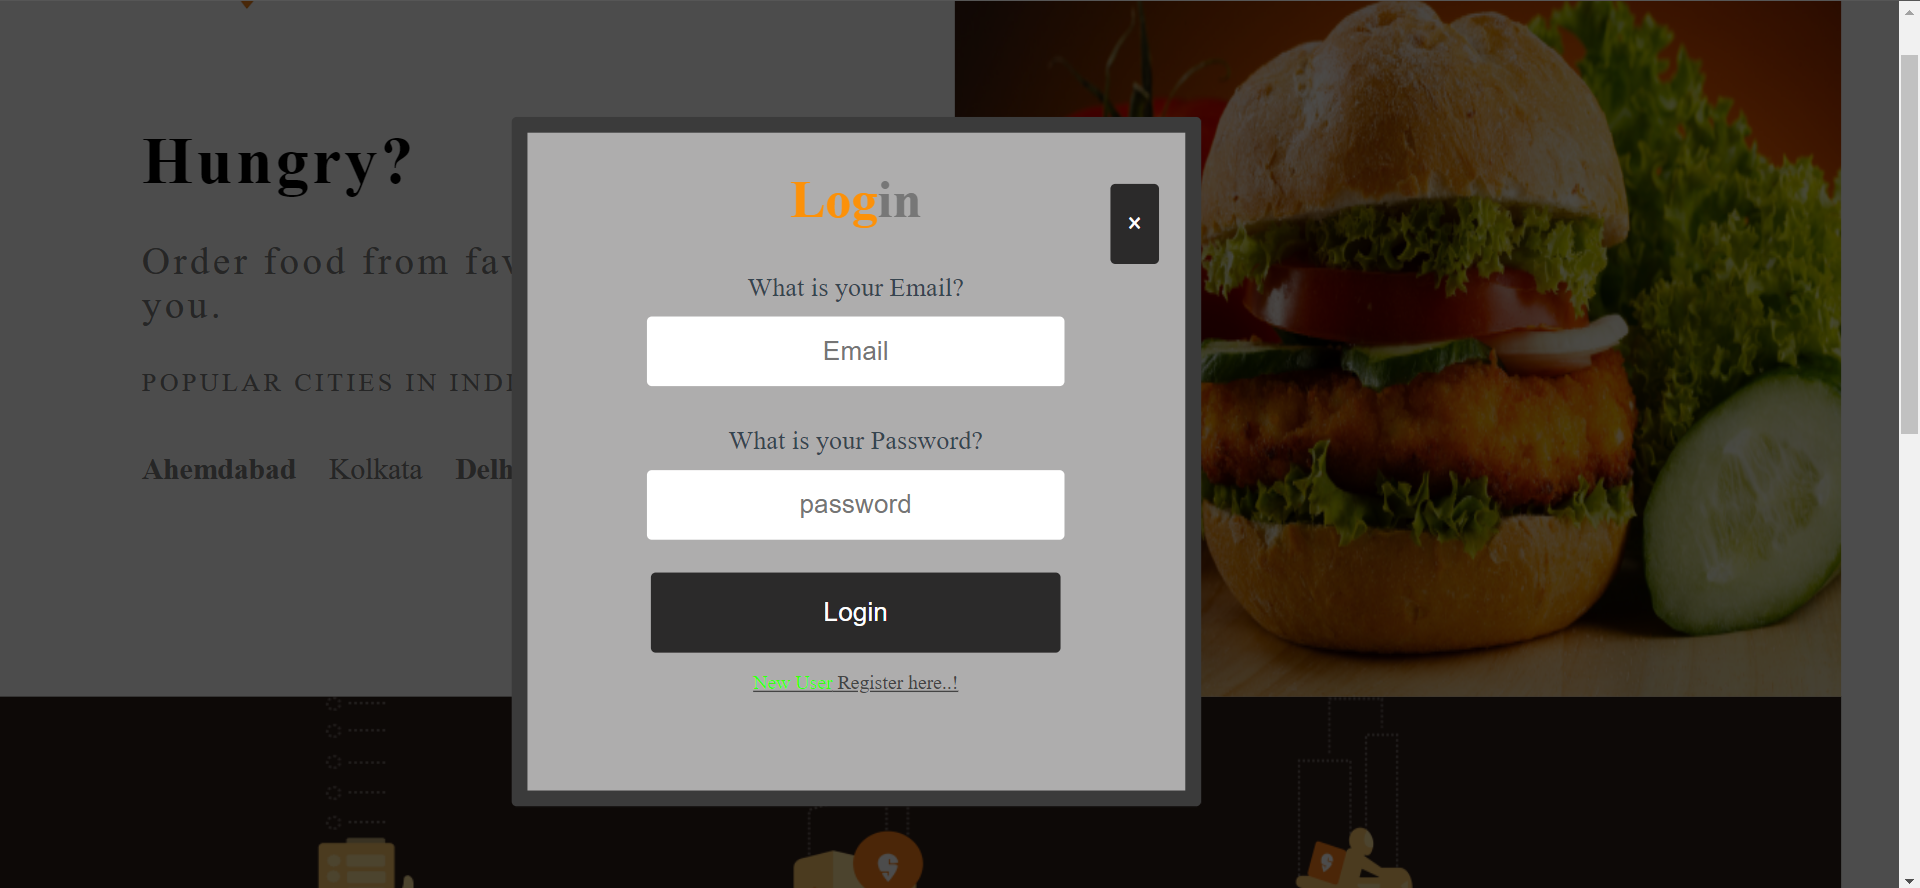 Hungry?
Order food from fav
you.
POPULAR CITIES IN INDI
Ahemdabad Kolkata Delh
Login
×
What is your Email?
Email
What is your Password?
password
Login
New User Register here..!